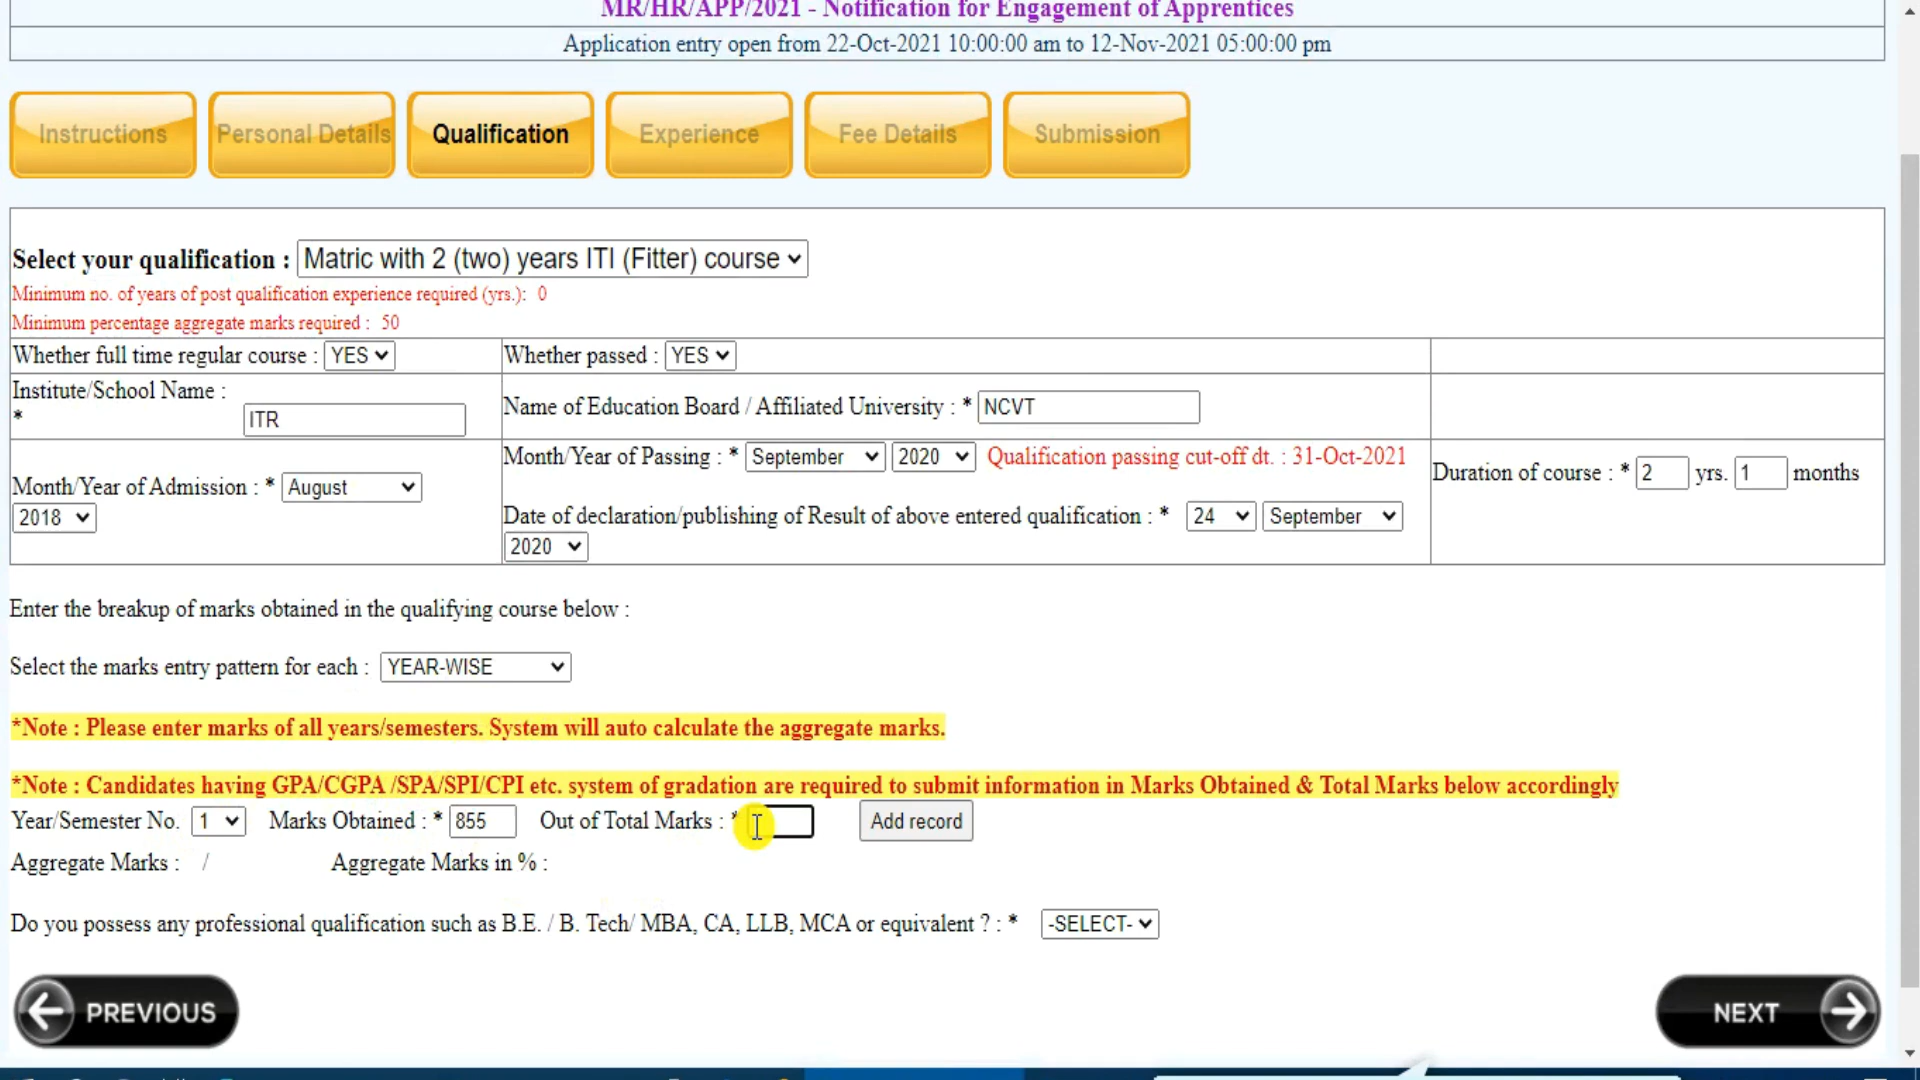 MR/HR/APP/2021 - Notification for Engagement of Apprentices
Application entry open from 22-Oct-2021 10:00:00 am to 12-Nov-2021 05:00:00 pm
Instructions Personal Details Qualification Experience Fee Details Submission
Select your qualification : Matric with 2 (two) years ITI (Fitter) course
Minimum no. of years of post qualification experience required (yrs.): 0
Minimum percentage aggregate marks required : 50
Whether full time regular course : YES Whether passed : YES
Institute/School Name :
* ITR
Name of Education Board / Affiliated University : * NCVT
Month/Year of Admission : * August
2018
Month/Year of Passing : * September 2020 Qualification passing cut-off dt. : 31-Oct-2021
Date of declaration/publishing of Result of above entered qualification : * 24 September
2020
Duration of course : * 2 yrs. 1 months
Enter the breakup of marks obtained in the qualifying course below :
Select the marks entry pattern for each : YEAR-WISE
*Note : Please enter marks of all years/semesters. System will auto calculate the aggregate marks.
*Note : Candidates having GPA/CGPA /SPA/SPI/CPI etc. system of gradation are required to submit information in Marks Obtained & Total Marks below accordingly
Year/Semester No. 1 Marks Obtained : * 855 Out of Total Marks : * Add record
Aggregate Marks : / Aggregate Marks in % :
Do you possess any professional qualification such as B.E. / B. Tech/ MBA, CA, LLB, MCA or equivalent ? : * -SELECT-
PREVIOUS NEXT